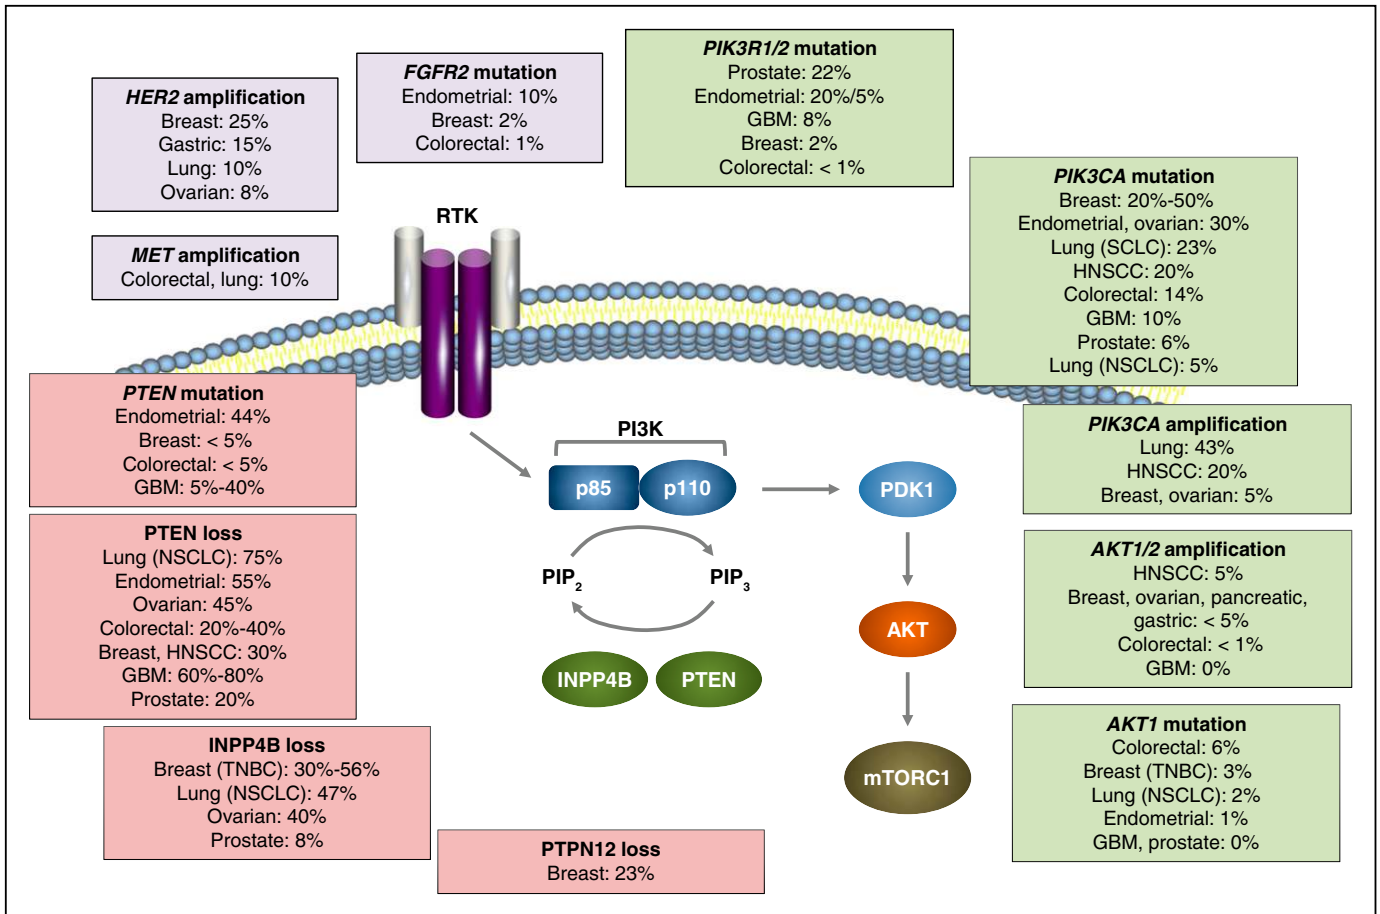 HER2 amplification
Breast: 25%
Gastric: 15%
Lung: 10%
Ovarian: 8%
FGFR2 mutation
Endometrial: 10%
Breast: 2%
Colorectal: 1%
PIK3R1/2 mutation
Prostate: 22%
Endometrial: 20%/5%
GBM: 8%
Breast: 2%
Colorectal: < 1%
PIK3CA mutation
Breast: 20%-50%
Endometrial, ovarian: 30%
Lung (SCLC): 23%
HNSCC: 20%
Colorectal: 14%
GBM: 10%
Prostate: 6%
Lung (NSCLC): 5%
MET amplification
Colorectal, lung: 10%
RTK
PTEN mutation
Endometrial: 44%
Breast: < 5%
Colorectal: < 5%
GBM: 5%-40%
PI3K
p85
p110
PDK1
PIK3CA amplification
Lung: 43%
HNSCC: 20%
Breast, ovarian: 5%
PTEN loss
Lung (NSCLC): 75%
Endometrial: 55%
Ovarian: 45%
Colorectal: 20%-40%
Breast, HNSCC: 30%
GBM: 60%-80%
Prostate: 20%
PIP2
PIP3
AKT
INPP4B
PTEN
AKT1/2 amplification
HNSCC: 5%
Breast, ovarian, pancreatic,
gastric: < 5%
Colorectal: < 1%
GBM: 0%
INPP4B loss
Breast (TNBC): 30%-56%
Lung (NSCLC): 47%
Ovarian: 40%
Prostate: 8%
mTORC1
AKT1 mutation
Colorectal: 6%
Breast (TNBC): 3%
Lung (NSCLC): 2%
Endometrial: 1%
GBM, prostate: 0%
PTPN12 loss
Breast: 23%